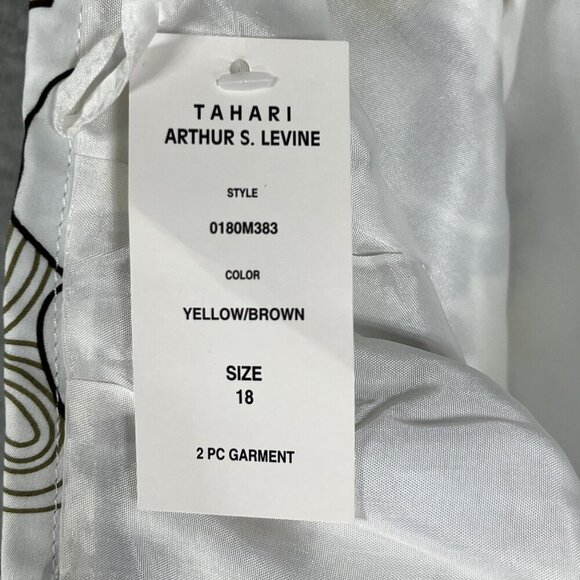 TAHARI
ARTHUR S. LEVINE
STYLE
0180M383
COLOR
YELLOW/BROWN
SIZE
18
2 PC GARMENT